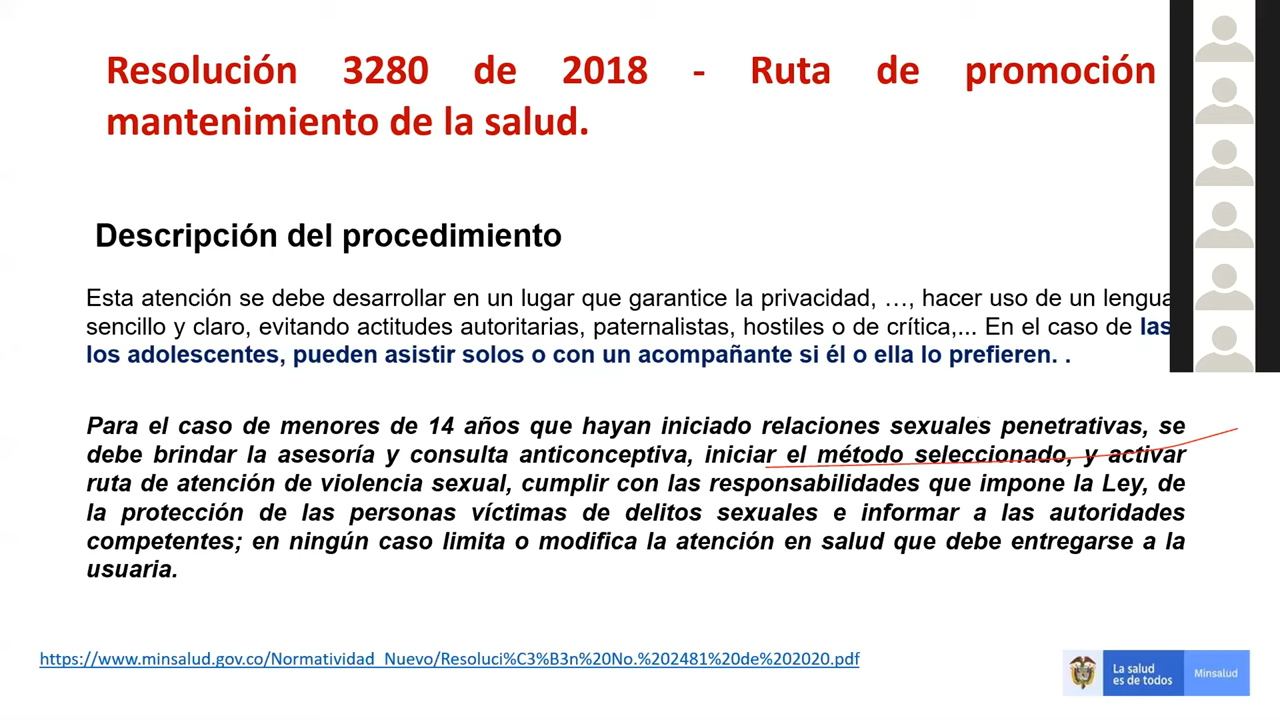 Resolución 3280 de 2018 - Ruta de promoción
mantenimiento de la salud.
Descripción del procedimiento
Esta atención se debe desarrollar en un lugar que garantice la privacidad, …, hacer uso de un lengua
sencillo y claro, evitando actitudes autoritarias, paternalistas, hostiles o de crítica,... En el caso de las
los adolescentes, pueden asistir solos o con un acompañante si él o ella lo prefieren. .
Para el caso de menores de 14 años que hayan iniciado relaciones sexuales penetrativas, se
debe brindar la asesoría y consulta anticonceptiva, iniciar el método seleccionado, y activar
ruta de atención de violencia sexual, cumplir con las responsabilidades que impone la Ley, de
la protección de las personas víctimas de delitos sexuales e informar a las autoridades
competentes; en ningún caso limita o modifica la atención en salud que debe entregarse a la
usuaria.
https://www.minsalud.gov.co/Normatividad_Nuevo/Resoluci%C3%B3n%20No.%202481%20de%202020.pdf
La salud
es de todos
Minsalud